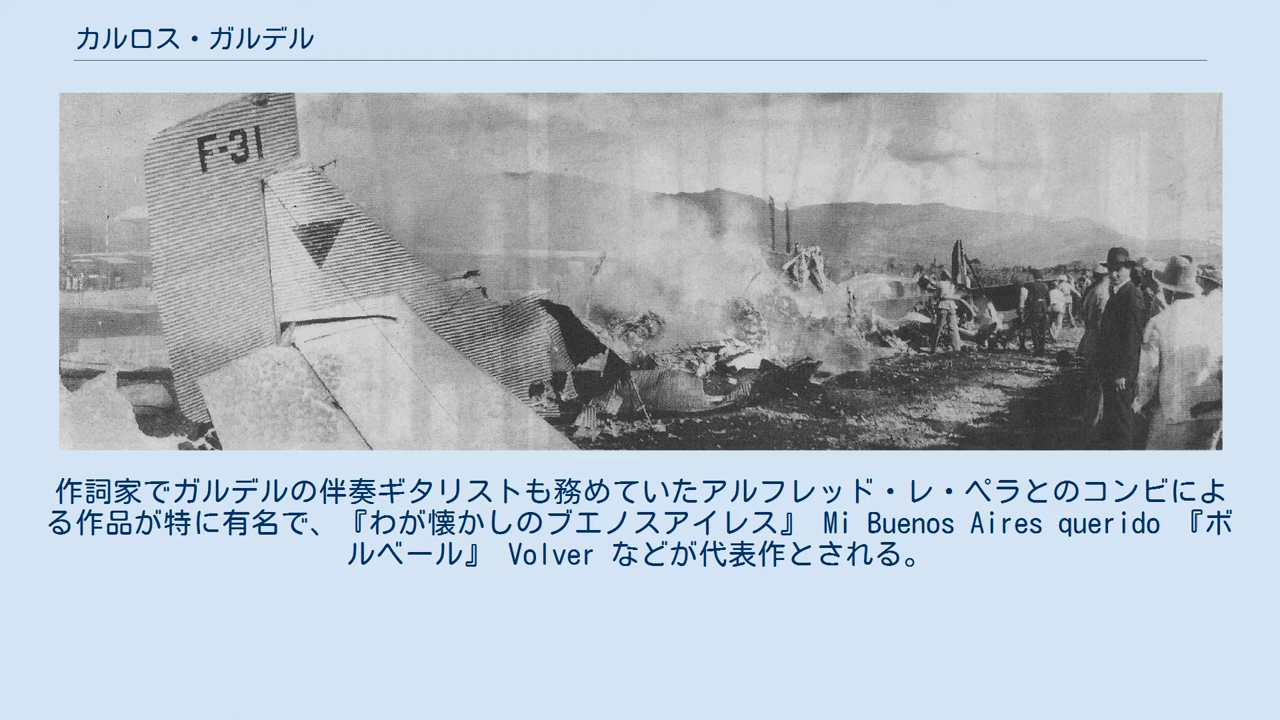 カルロス・ガルデル
F-31
作詞家でガルデルの伴奏ギタリストも務めていたアルフレッド・レ・ペラとのコンビによ
る作品が特に有名で、『わが懐かしのブエノスアイレス』 Mi Buenos Aires querido 『ボ
ルベール』 Volver などが代表作とされる。